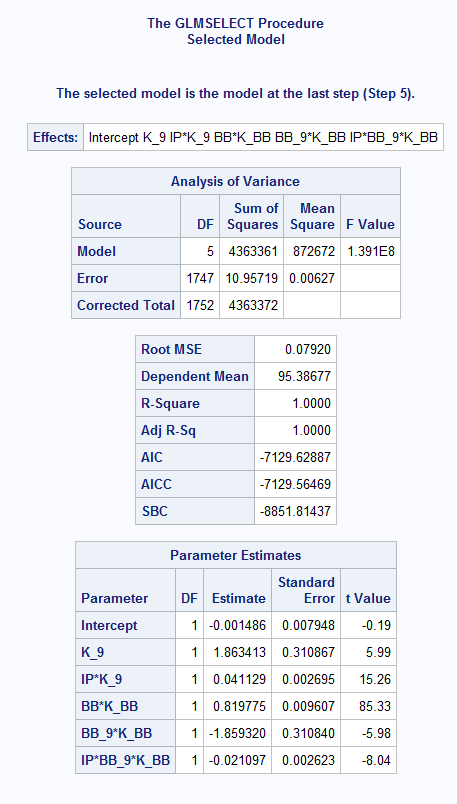 The GLMSELECT Procedure
Selected Model
The selected model is the model at the last step (Step 5).
Effects: Intercept K_9 IP*K_9 BB*K_BB BB_9*K_BB IP*BB_9*K_BB
Analysis of Variance
Source DF Sum of Squares Mean Square F Value
Model 5 4363361 872672 1.391E8
Error 1747 10.95719 0.00627
Corrected Total 1752 4363372
Root MSE 0.07920
Dependent Mean 95.38677
R-Square 1.0000
Adj R-Sq 1.0000
AIC -7129.62887
AICC -7129.56469
SBC -8851.81437
Parameter Estimates
Parameter DF Estimate Standard Error t Value
Intercept 1 -0.001486 0.007948 -0.19
K_9 1 1.863413 0.310867 5.99
IP*K_9 1 0.041129 0.002695 15.26
BB*K_BB 1 0.819775 0.009607 85.33
BB_9*K_BB 1 -1.859320 0.310840 -5.98
IP*BB_9*K_BB 1 -0.021097 0.002623 -8.04